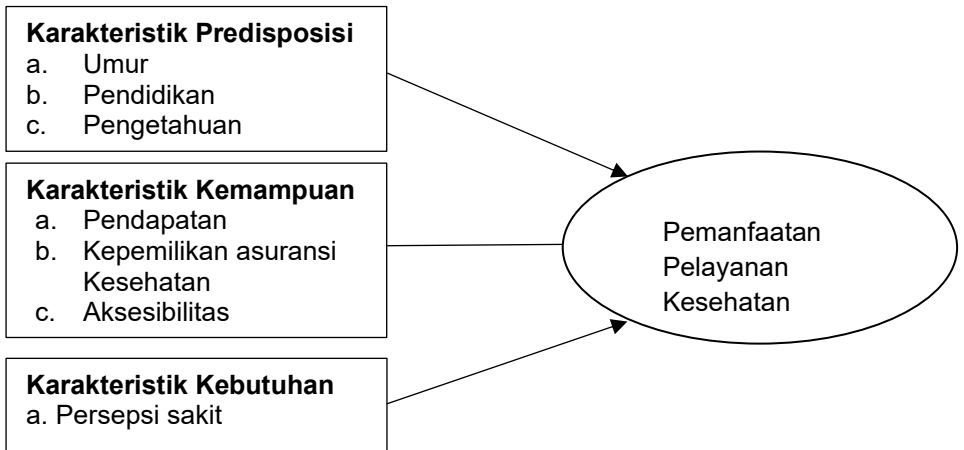 Karakteristik Predisposisi
a. Umur
b. Pendidikan
c. Pengetahuan
Karakteristik Kemampuan
a. Pendapatan
b. Kepemilikan asuransi
Kesehatan
c. Aksesibilitas
Karakteristik Kebutuhan
a. Persepsi sakit
Pemanfaatan
Pelayanan
Kesehatan